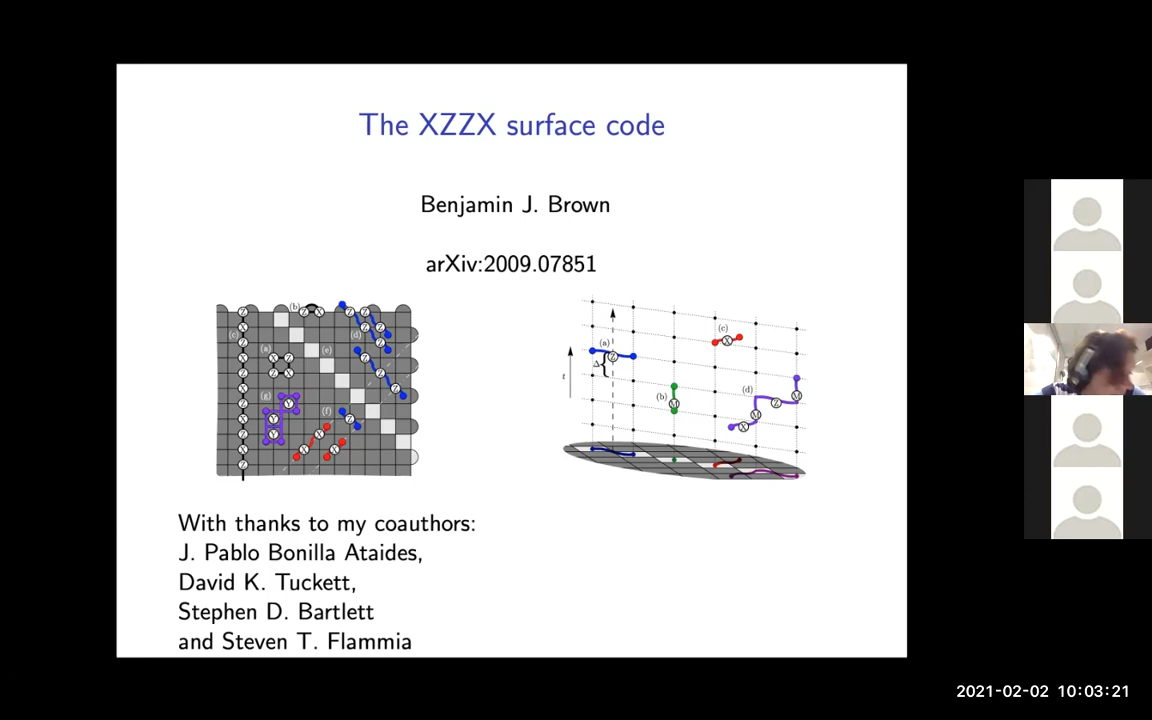 The XZZX surface code
Benjamin J. Brown
arXiv:2009.07851
(a)
(b)
(c)
(d)
(e)
(f)
(g)
(a)
Δ
(b)
(c)
(d)
t
With thanks to my coauthors:
J. Pablo Bonilla Ataides,
David K. Tuckett,
Stephen D. Bartlett
and Steven T. Flammia
2021-02-02 10:03:21